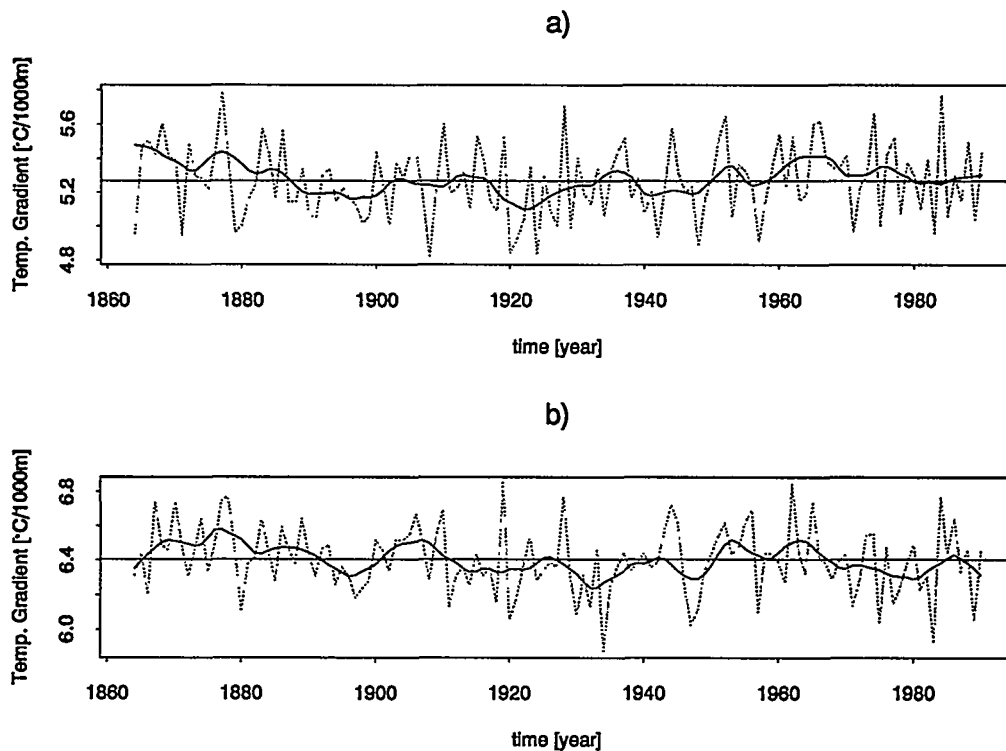 a)
Temp. Gradient [°C/1000m]
5.6
5.2
4.8
1860 1880 1900 1920 1940 1960 1980
time [year]
b)
Temp. Gradient [°C/1000m]
6.8
6.4
6.0
1860 1880 1900 1920 1940 1960 1980
time [year]